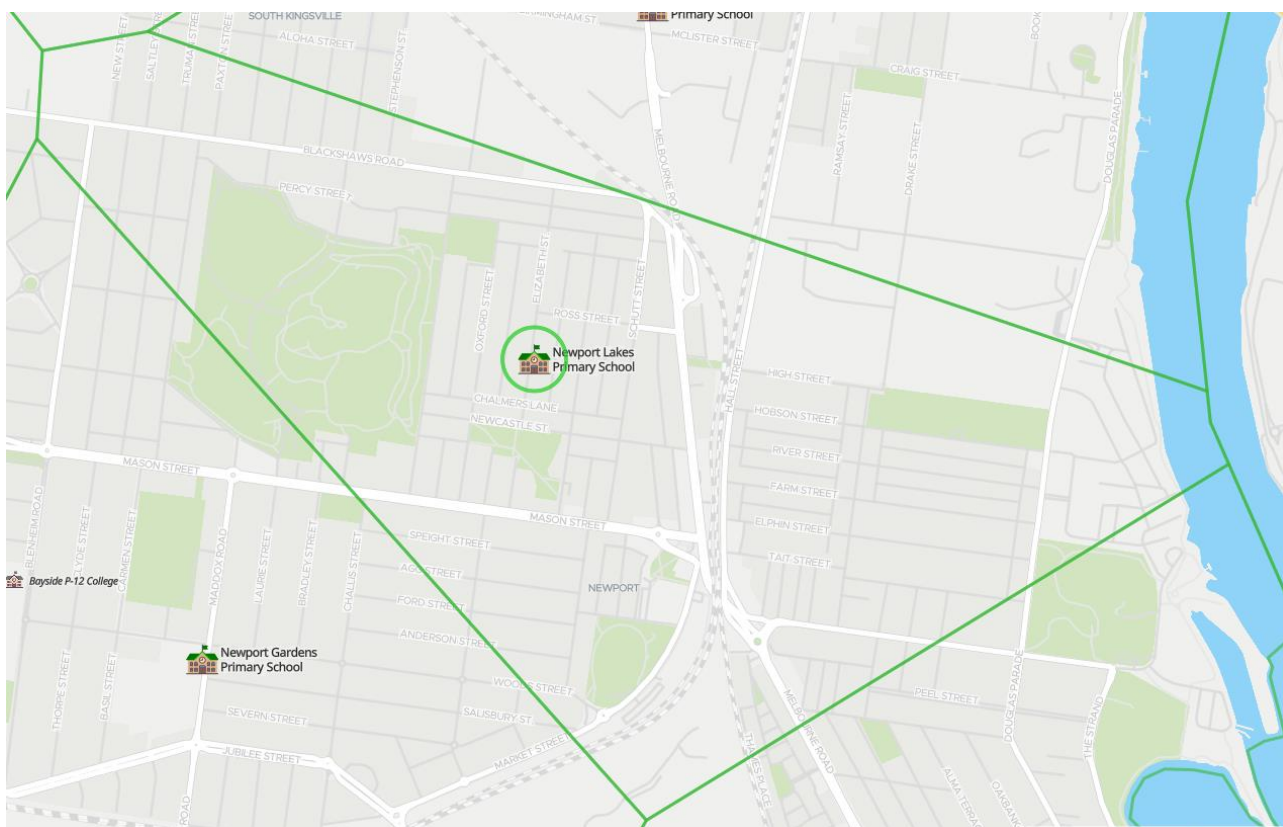 SOUTH KINGSVILLE
Primary School
ALOHA STREET
MCLISTER STREET
NEW STREET
TRUMAN STREET
PAXTON STREET
STEPHENSON ST
CRAIG STREET
MELBOURNE ROAD
RAMSAY STREET
DRAKE STREET
DOUGLAS PARADE
BLACKSHAWS ROAD
PERCY STREET
OXFORD STREET
ELIZABETH ST
SCHUTT STREET
ROSS STREET
Newport Lakes
Primary School
HALL STREET
HIGH STREET
CHALMERS LANE
NEWCASTLE ST
HOBSON STREET
RIVER STREET
MASON STREET
FARM STREET
MASON STREET
ELPHIN STREET
SPEIGHT STREET
TAIT STREET
BLENHEIM ROAD
CLYDE STREET
CARMEN STREET
MADDOX ROAD
LAURIE STREET
BRADLEY STREET
CHALLIS STREET
AGG STREET
Bayside P-12 College
NEWPORT
FORD STREET
ANDERSON STREET
Newport Gardens
Primary School
WOODS STREET
THORPE STREET
BASIL STREET
SEVERN STREET
SALISBURY ST
PEEL STREET
DOUGLAS PARADE
THE STRAND
JUBILEE STREET
MARKET STREET
THAMES PLACE
MELBOURNE ROAD
ROAD